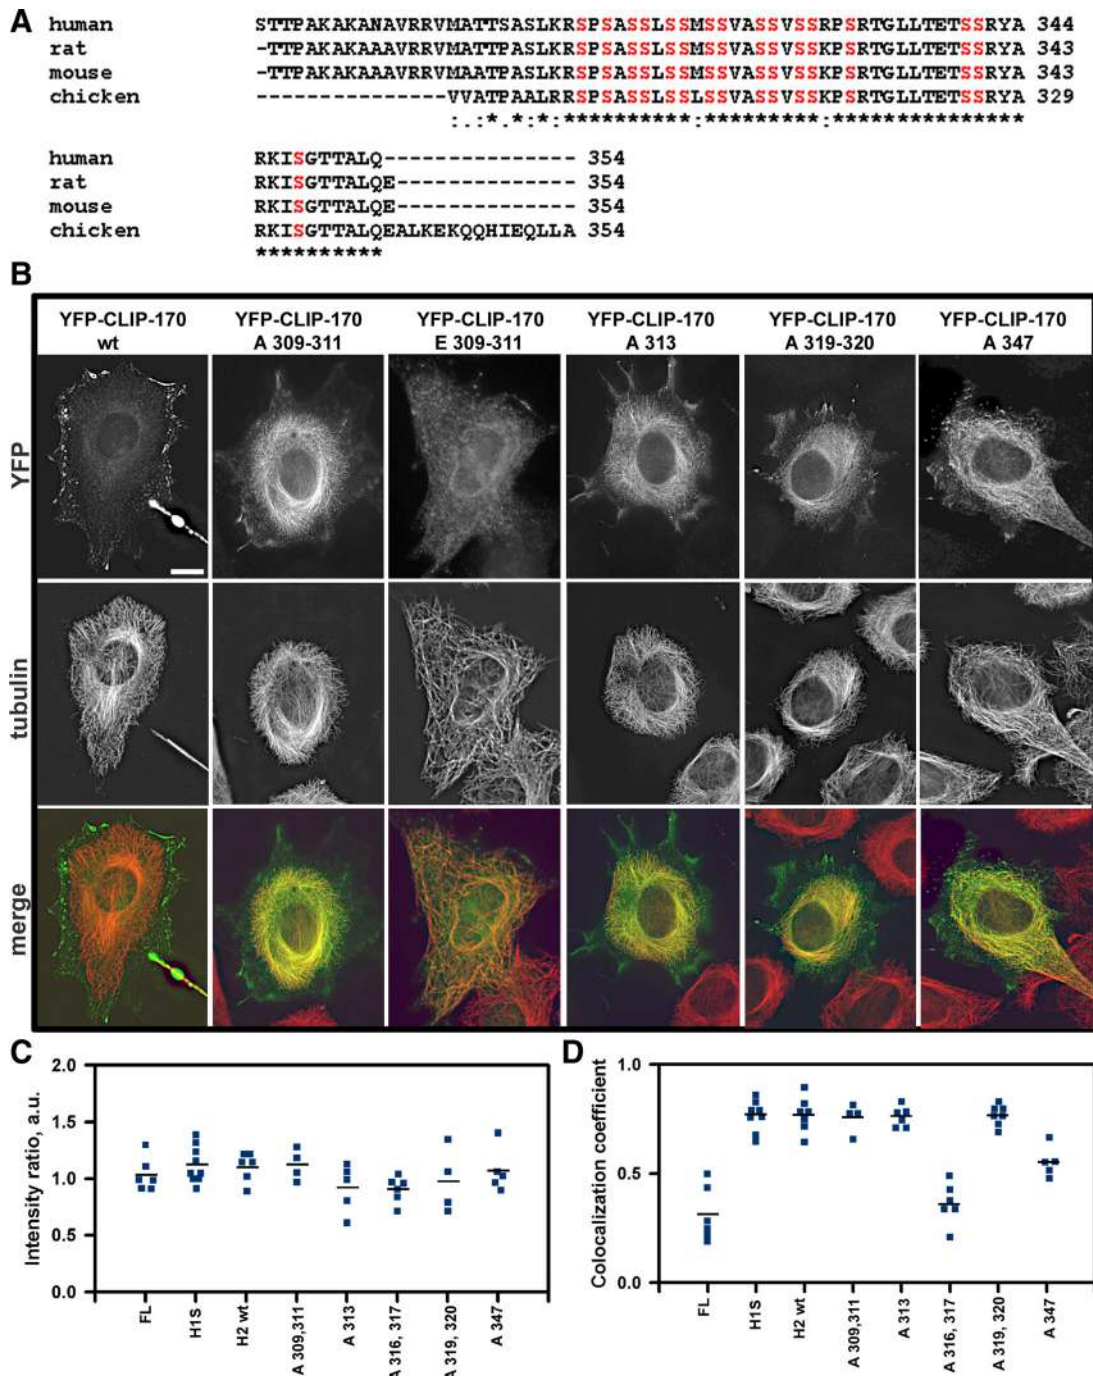 A
human STTPAKAKANAVRRVMATTSASLKRSPSASSLSSMSSVASSVSSRPSRTGLLTETSSRYA 344
rat -TTPAKAKAAAVRRVMATTPASLKRSPSASSLSSMSSVASSVSSKPSRTGLLTETSSRYA 343
mouse -TTPAKAKAAAVRRVMAATPASLKRSPSASSLSSMSSVASSVSSKPSRTGLLTETSSRYA 343
chicken ---------------VVATPAALRRSPSASSLSSLSSVASSVSSKPSRTGLLTETSSRYA 329
:.:*.*:*:**********:*********:****************
human RKISGTTALQ--------------- 354
rat RKISGTTALQE-------------- 354
mouse RKISGTTALQE-------------- 354
chicken RKISGTTALQEALKEKQQHIEQLLA 354
**********
B
YFP-CLIP-170 wt
YFP-CLIP-170 A 309-311
YFP-CLIP-170 E 309-311
YFP-CLIP-170 A 313
YFP-CLIP-170 A 319-320
YFP-CLIP-170 A 347
YFP
tubulin
merge
C
Intensity ratio, a.u.
2.0
1.5
1.0
0.5
0.0
FL
H1S
H2 wt
A 309,311
A 313
A 316, 317
A 319, 320
A 347
D
Colocalization coefficient
1.0
0.5
0.0
FL
H1S
H2 wt
A 309,311
A 313
A 316, 317
A 319, 320
A 347